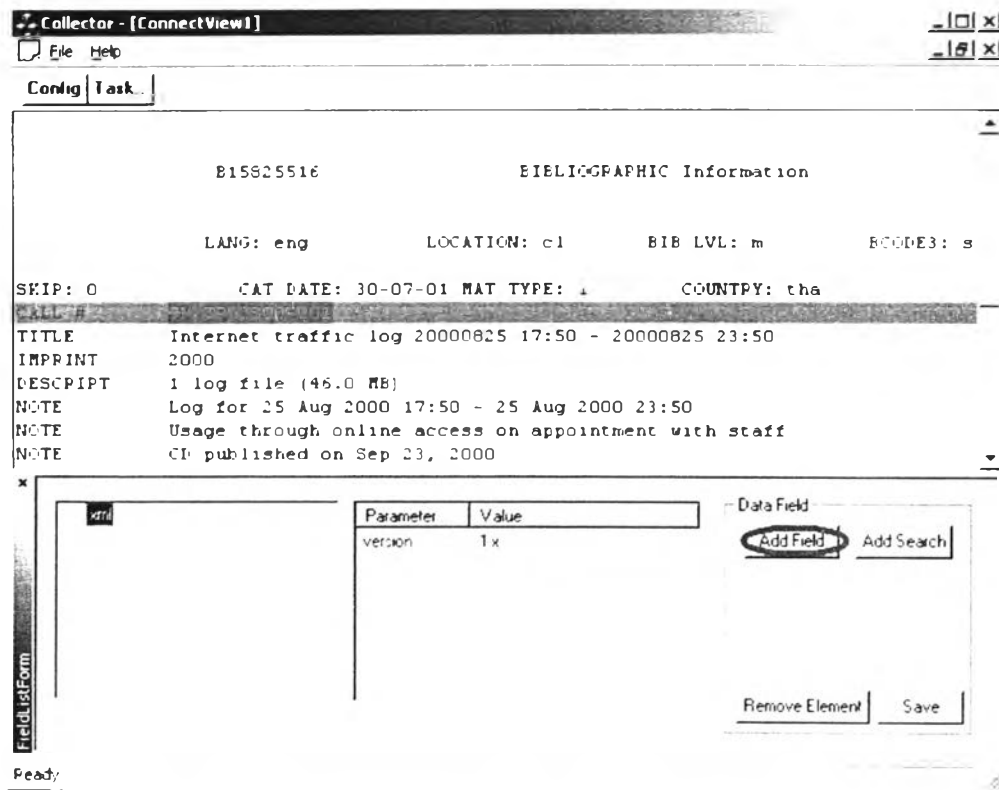 Collector - [ConnectView1]
File Help
Config Task..
B15825516 BIBLIOGRAPHIC Information
LANG: eng LOCATION: cl BIB LVL: m BCODE3: s
SKIP: 0 CAT DATE: 30-07-01 MAT TYPE: COUNTRY: tha
CALL #
TITLE Internet traffic log 20000825 17:50 - 20000825 23:50
IMPRINT 2000
DESCRIPT 1 log file (46.0 MB)
NOTE Log for 25 Aug 2000 17:50 - 25 Aug 2000 23:50
NOTE Usage through online access on appointment with staff
NOTE CD published on Sep 23, 2000
xml
Parameter Value
version 1.x
Data Field
Add Field Add Search
Remove Element Save
FieldListForm
Ready